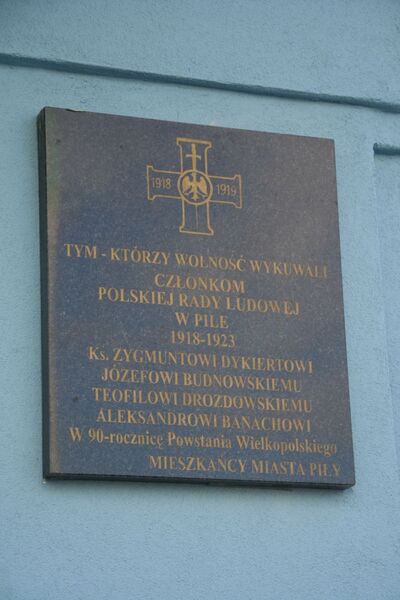 1918 1919
TYM - KTÓRZY WOLNOŚĆ WYKUWALI
CZŁONKOM
POLSKIEJ RADY LUDOWEJ
W PILE
1918-1923
Ks. ZYGMUNTOWI DYKIERTOWI
JÓZEFOWI BUDNOWSKIEMU
TEOFILOWI DROZDOWSKIEMU
ALEKSANDROWI BANACHOWI
W 90-rocznicę Powstania Wielkopolskiego
MIESZKAŃCY MIASTA PIŁY